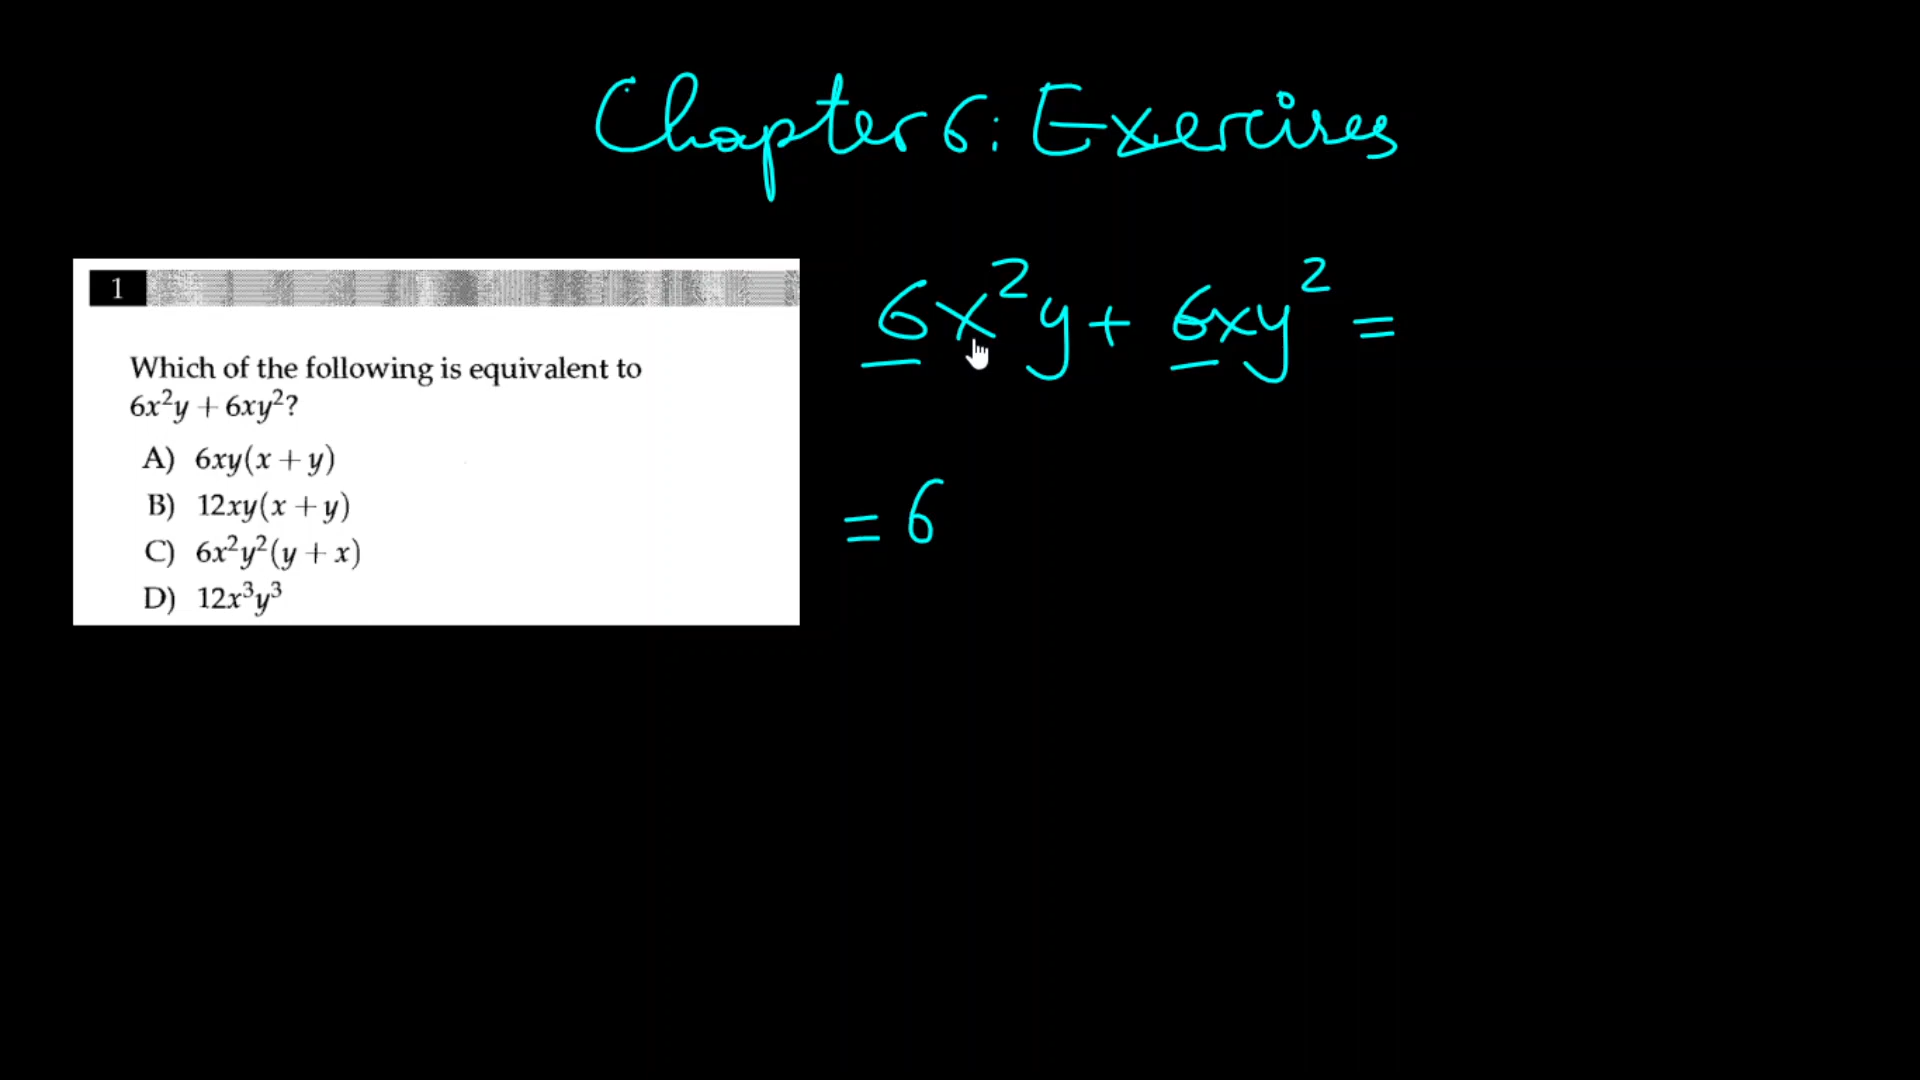 Chapter 6: Exercises
1
Which of the following is equivalent to
6x²y + 6xy²?
A) 6xy(x + y)
B) 12xy(x + y)
C) 6x²y²(y + x)
D) 12x³y³
6x²y + 6xy² =
= 6